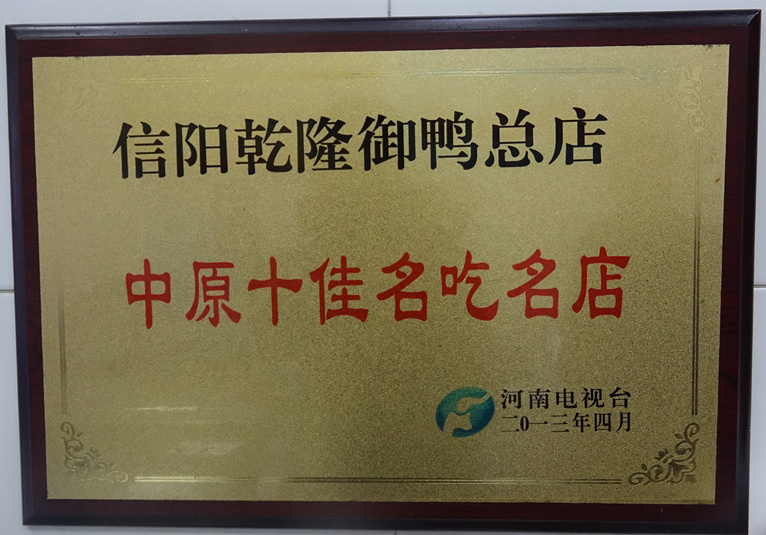 信阳乾隆御鸭总店
中原十佳名吃名店
河南电视台
二0一三年四月